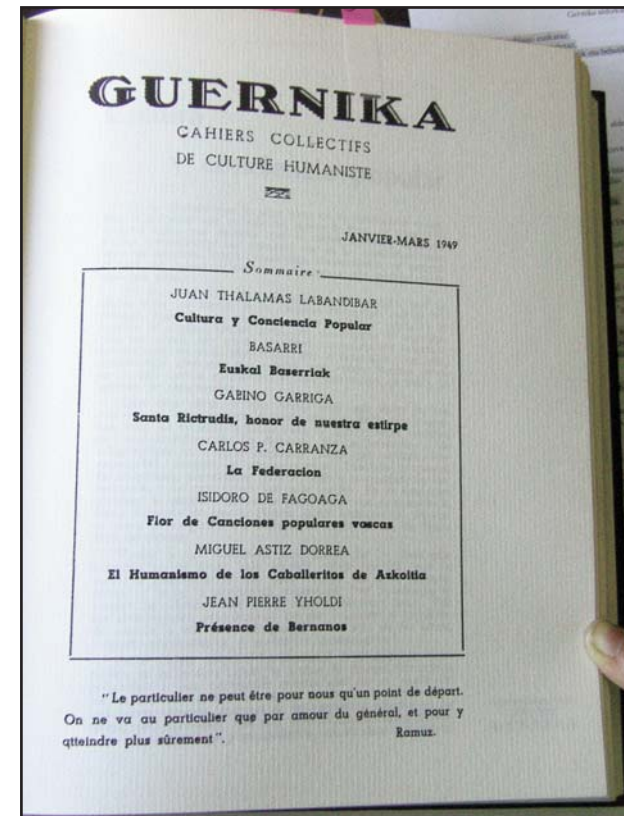 GUERNIKA
CAHIERS COLLECTIFS
DE CULTURE HUMANISTE
JANVIER-MARS 1949
Sommaire
JUAN THALAMAS LABANDIBAR
Cultura y Conciencia Popular
BASARRI
Euskal Baserriak
GABINO GARRIGA
Santa Rictrudis, honor de nuestra estirpe
CARLOS P. CARRANZA
La Federacion
ISIDORO DE FAGOAGA
Flor de Canciones populares vascas
MIGUEL ASTIZ DORREA
El Humanismo de los Caballeritos de Azkoitia
JEAN PIERRE YHOLDI
Présence de Bernanos
"Le particulier ne peut être pour nous qu'un point de départ.
On ne va au particulier que par amour du général, et pour y
atteindre plus sûrement".
Ramuz.